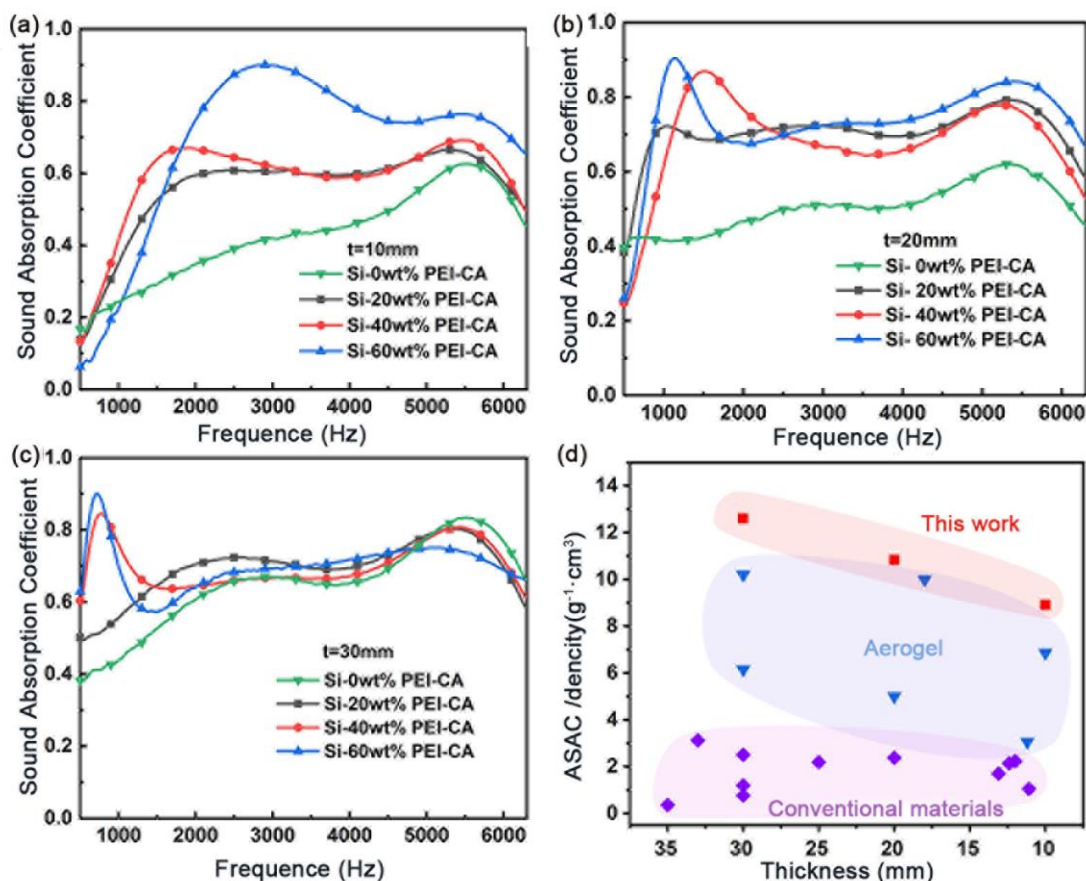 (a)
Sound Absorption Coefficient
1.0
0.8
0.6
0.4
0.2
0.0
t=10mm
Si-0wt% PEI-CA
Si-20wt% PEI-CA
Si-40wt% PEI-CA
Si-60wt% PEI-CA
1000 2000 3000 4000 5000 6000
Frequence (Hz)
(b)
Sound Absorption Coefficient
1.0
0.8
0.6
0.4
0.2
0.0
t=20mm
Si- 0wt% PEI-CA
Si- 20wt% PEI-CA
Si- 40wt% PEI-CA
Si- 60wt% PEI-CA
1000 2000 3000 4000 5000 6000
Frequence (Hz)
(c)
Sound Absorption Coefficient
1.0
0.8
0.6
0.4
0.2
0.0
t=30mm
Si-0wt% PEI-CA
Si-20wt% PEI-CA
Si-40wt% PEI-CA
Si-60wt% PEI-CA
1000 2000 3000 4000 5000 6000
Frequence (Hz)
(d)
ASAC /dencity(g⁻¹·cm³)
14
12
10
8
6
4
2
0
This work
Aerogel
Conventional materials
35 30 25 20 15 10
Thickness (mm)